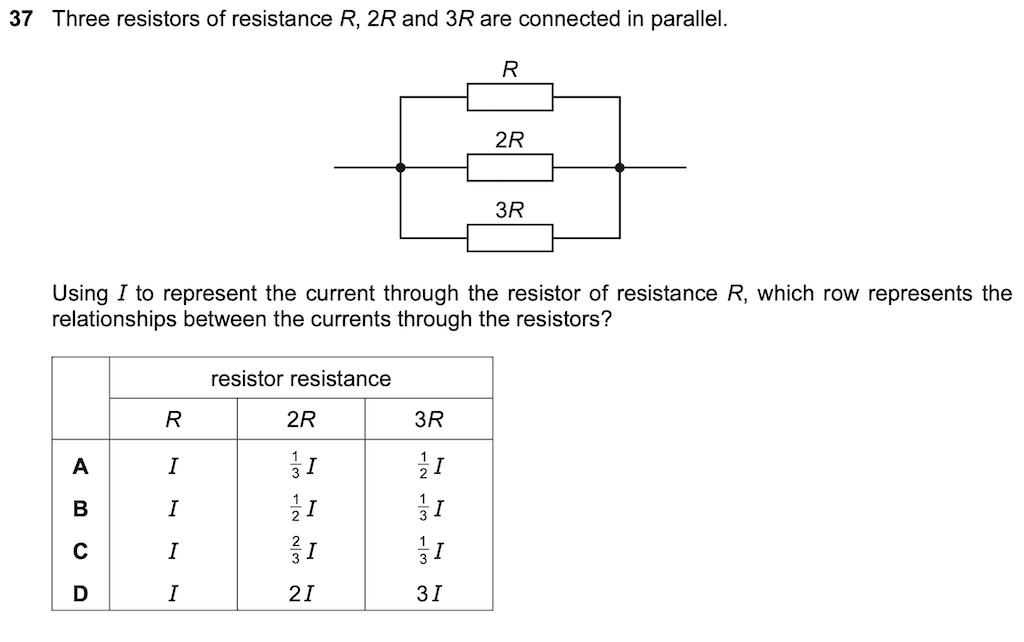 37 Three resistors of resistance R, 2R and 3R are connected in parallel.
R
2R
3R
Using I to represent the current through the resistor of resistance R, which row represents the
relationships between the currents through the resistors?
resistor resistance
R 2R 3R
A I 1/3 I 1/2 I
B I 1/2 I 1/3 I
C I 2/3 I 1/3 I
D I 2I 3I